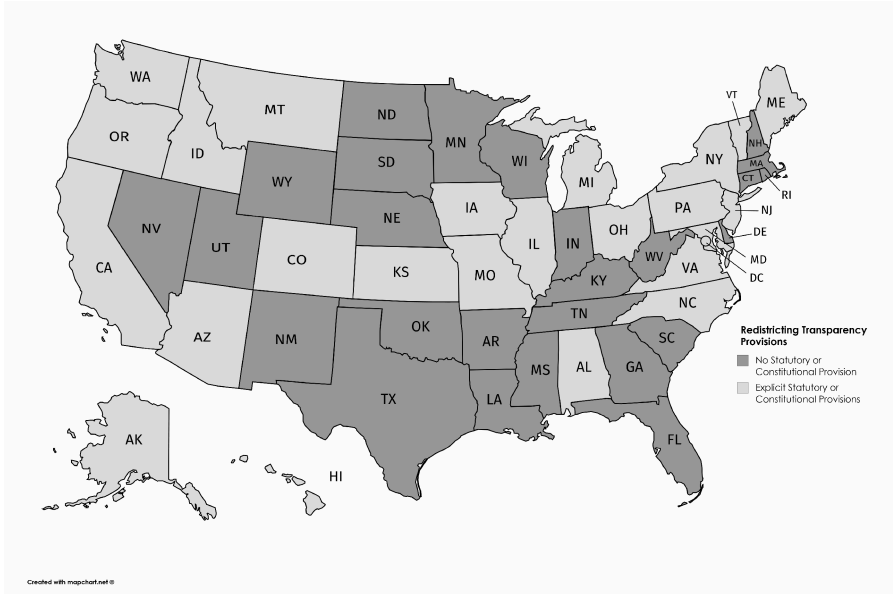 WA
MT
ND
MN
VT
ME
OR
ID
SD
WI
NH
MA
NY
CT
RI
MI
WY
NE
IA
PA
NJ
NV
UT
CO
IL
IN
OH
DE
WV
MD
CA
KS
MO
KY
VA
DC
NC
TN
AZ
NM
OK
AR
SC
Redistricting Transparency
Provisions
No Statutory or
Constitutional Provision
Explicit Statutory or
Constitutional Provisions
MS
AL
GA
TX
LA
FL
AK
HI
Created with mapchart.net ©